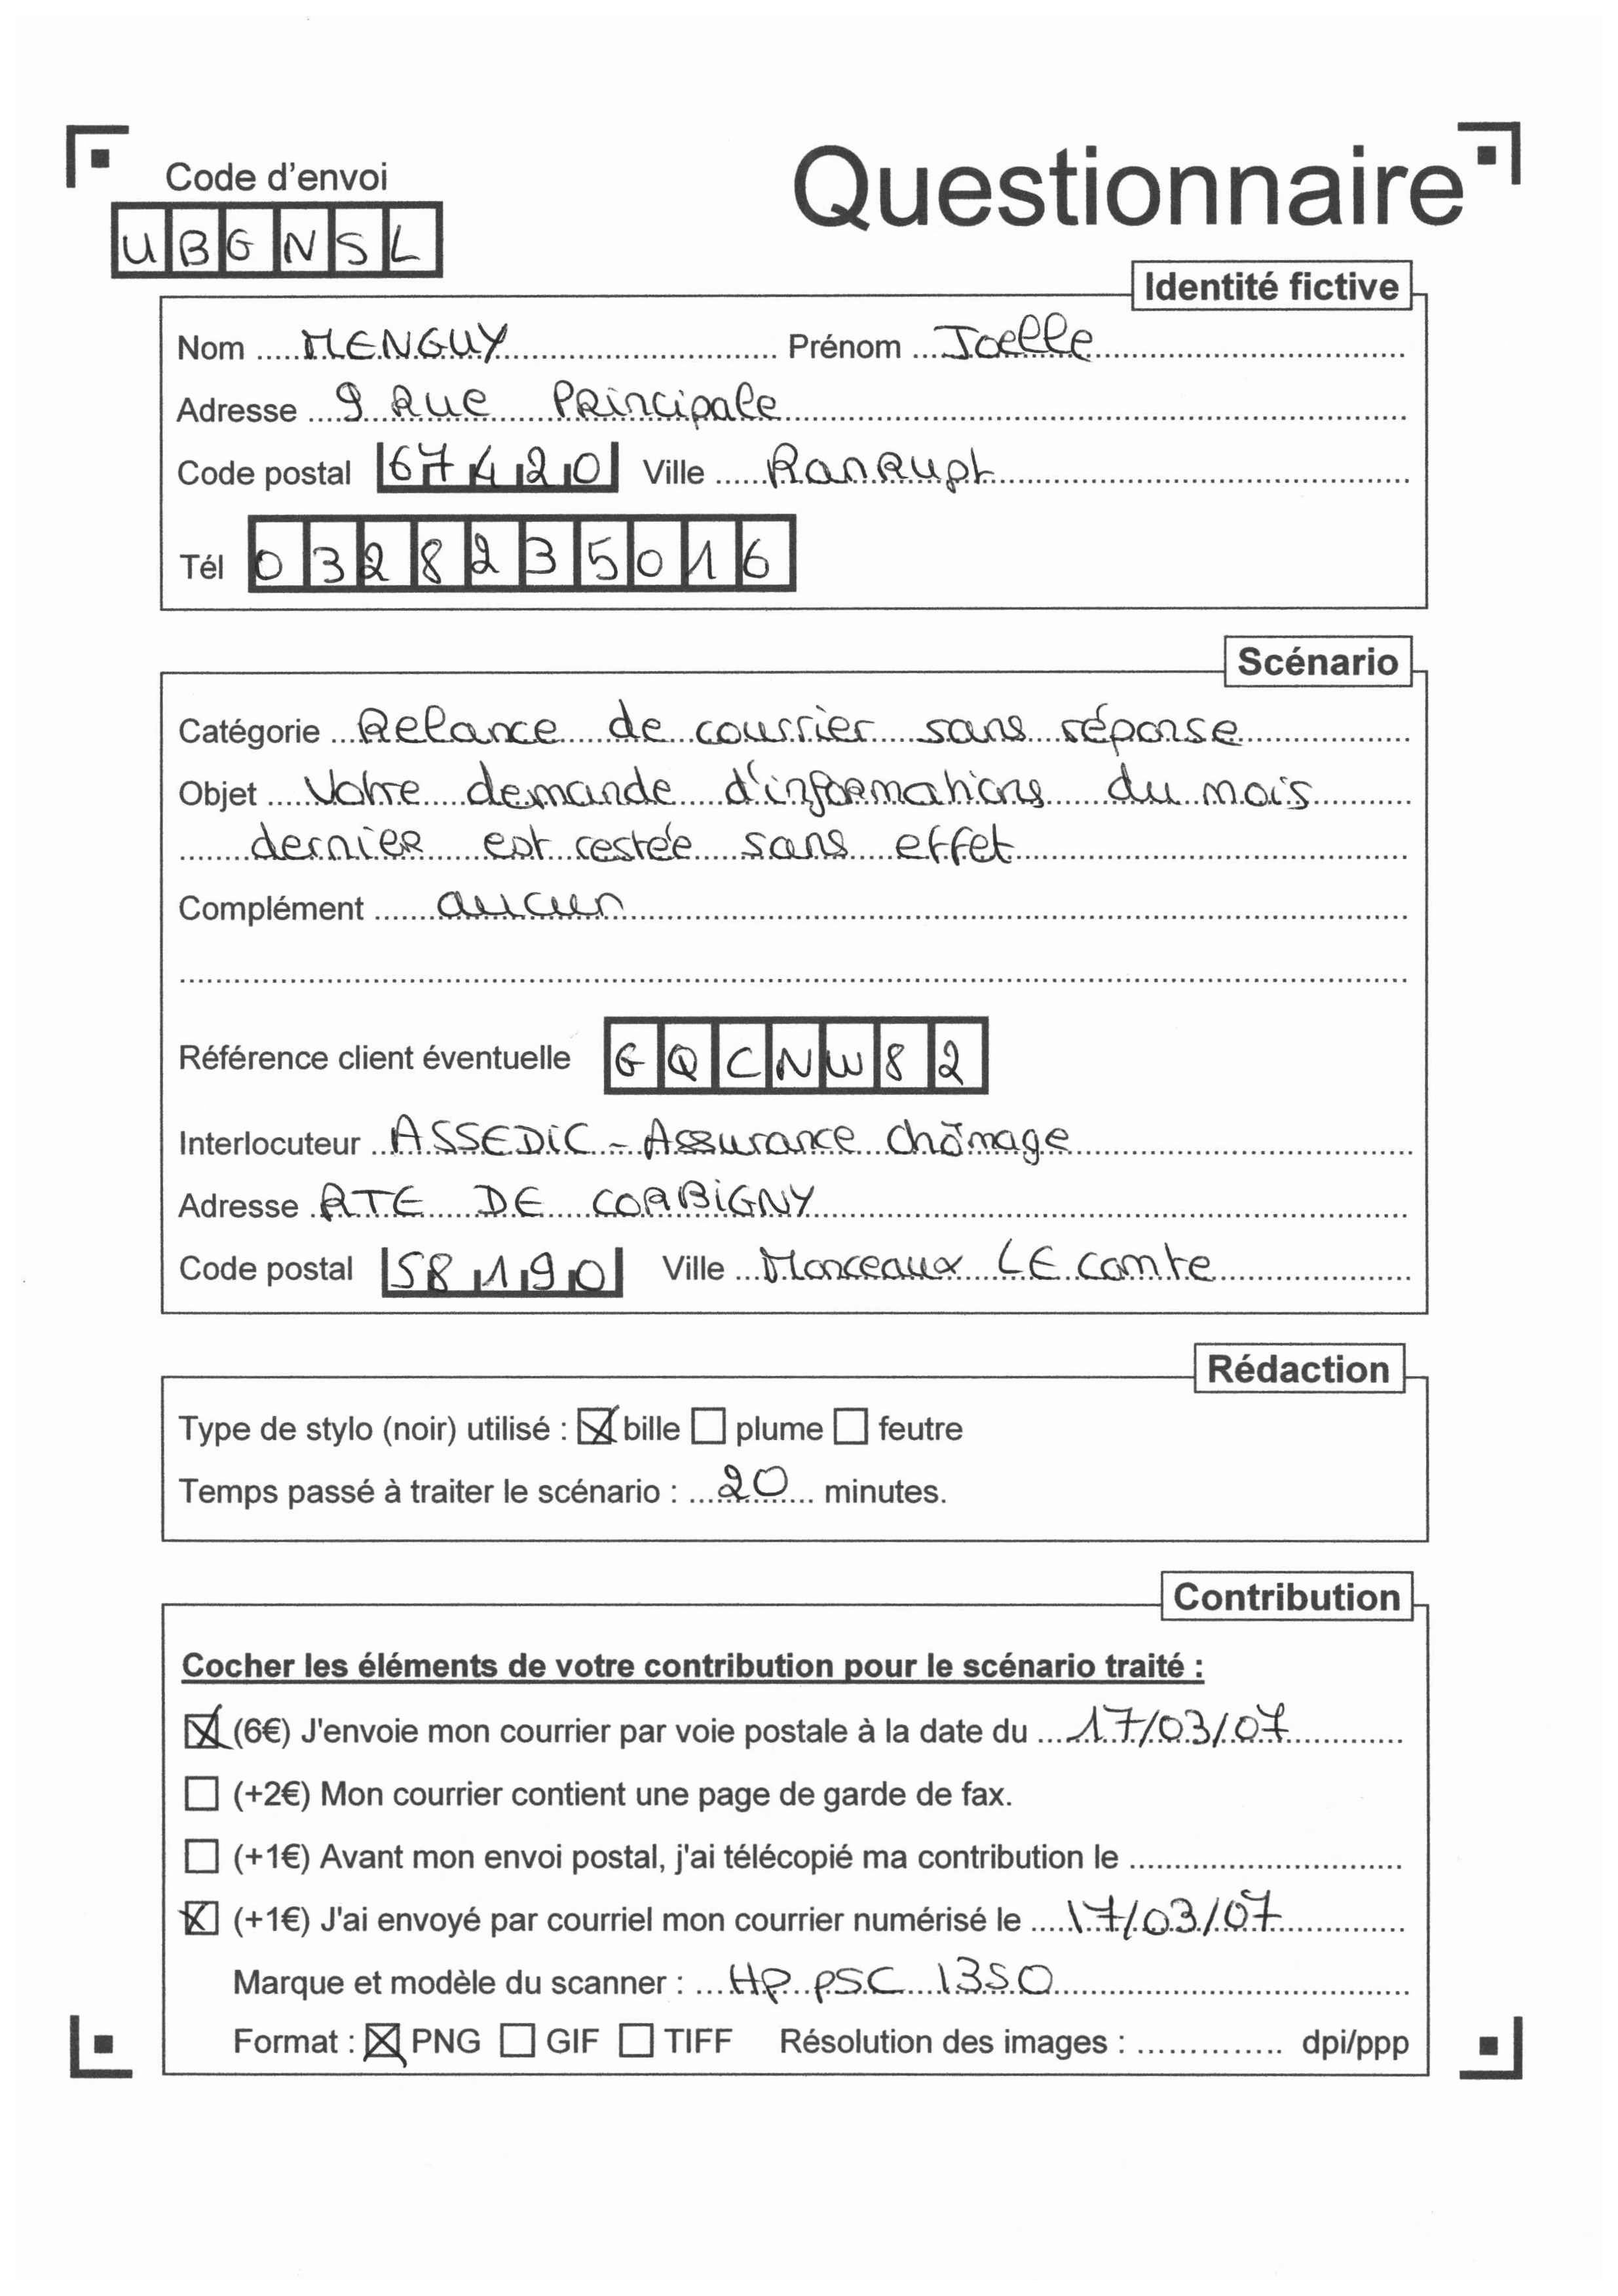 Code d'envoi
Questionnaire
UBGNSL
Identité fictive
Nom MENGUY Prénom Joelle
Adresse 9 Rue Principale
Code postal 67420 Ville RanRupt
Tél 0328235016
Scénario
Catégorie Relance de courrier sans réponse
Objet Votre demande d'informations du mois
dernier est restée sans effet
Complément aucun
Référence client éventuelle GQCNW82
Interlocuteur ASSEDIC - Assurance chômage
Adresse RTE DE CORBIGNY
Code postal 58190 Ville Monceaux LE comte
Rédaction
Type de stylo (noir) utilisé : ☒ bille ☐ plume ☐ feutre
Temps passé à traiter le scénario : 20 minutes.
Contribution
Cocher les éléments de votre contribution pour le scénario traité :
☒ (6€) J'envoie mon courrier par voie postale à la date du 17/03/07
☐ (+2€) Mon courrier contient une page de garde de fax.
☐ (+1€) Avant mon envoi postal, j'ai télécopié ma contribution le
☒ (+1€) J'ai envoyé par courriel mon courrier numérisé le 17/03/07
Marque et modèle du scanner : HP PSC 1350
Format : ☒ PNG ☐ GIF ☐ TIFF Résolution des images : dpi/ppp